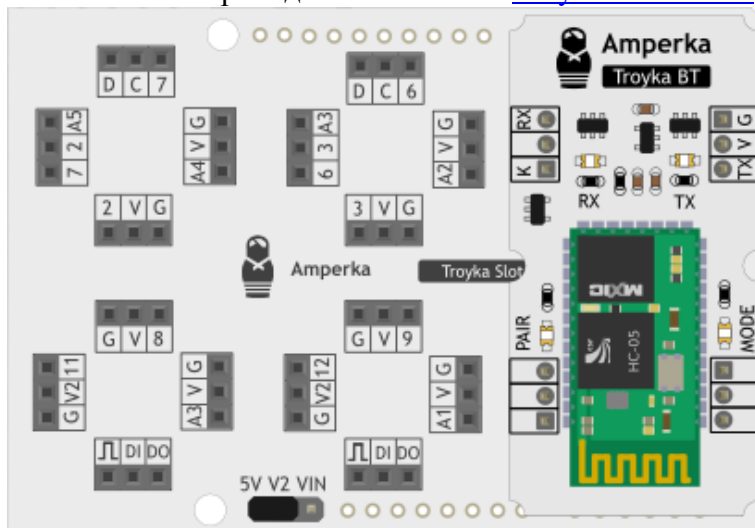 Amperka
Troyka BT
D C 7
D C 6
A5
2
7
G
V
A4
A3
3
6
G
V
A2
RX
K
G
V
TX
RX
TX
2 V G
3 V G
Amperka
Troyka Slot
MXIC
PAIR
MODE
HC-05
G V 8
G V 9
11
V2
G
G
V
A3
12
V2
G
G
V
A1
DI DO
DI DO
5V V2 VIN